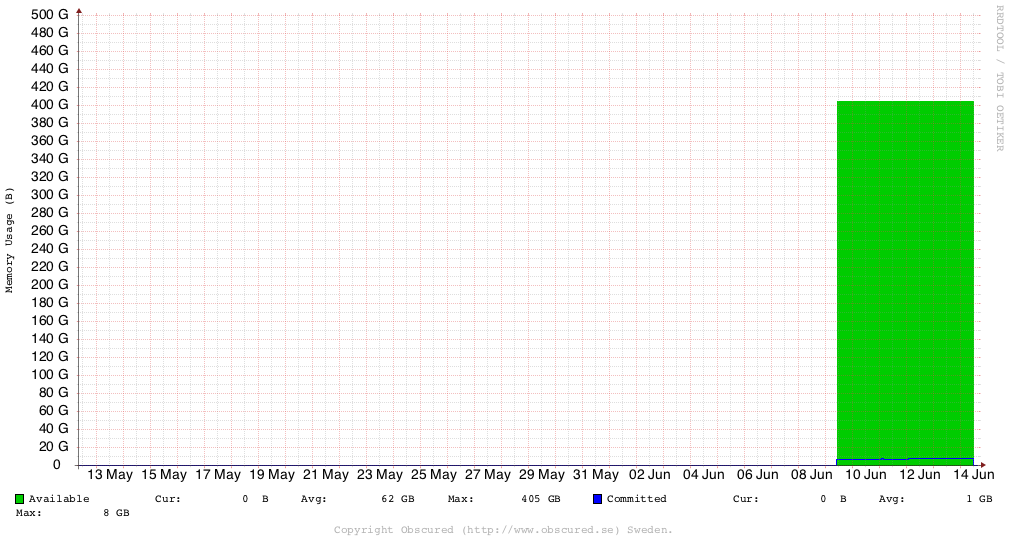 500 G
480 G
460 G
440 G
420 G
400 G
380 G
360 G
340 G
320 G
300 G
280 G
260 G
240 G
220 G
200 G
180 G
160 G
140 G
120 G
100 G
80 G
60 G
40 G
20 G
0
Memory Usage (B)
RRDTOOL / TOBI OETIKER
13 May 15 May 17 May 19 May 21 May 23 May 25 May 27 May 29 May 31 May 02 Jun 04 Jun 06 Jun 08 Jun 10 Jun 12 Jun 14 Jun
Available Cur: 0 B Avg: 62 GB Max: 405 GB Committed Cur: 0 B Avg: 1 GB
Max: 8 GB
Copyright Obscured (http://www.obscured.se) Sweden.